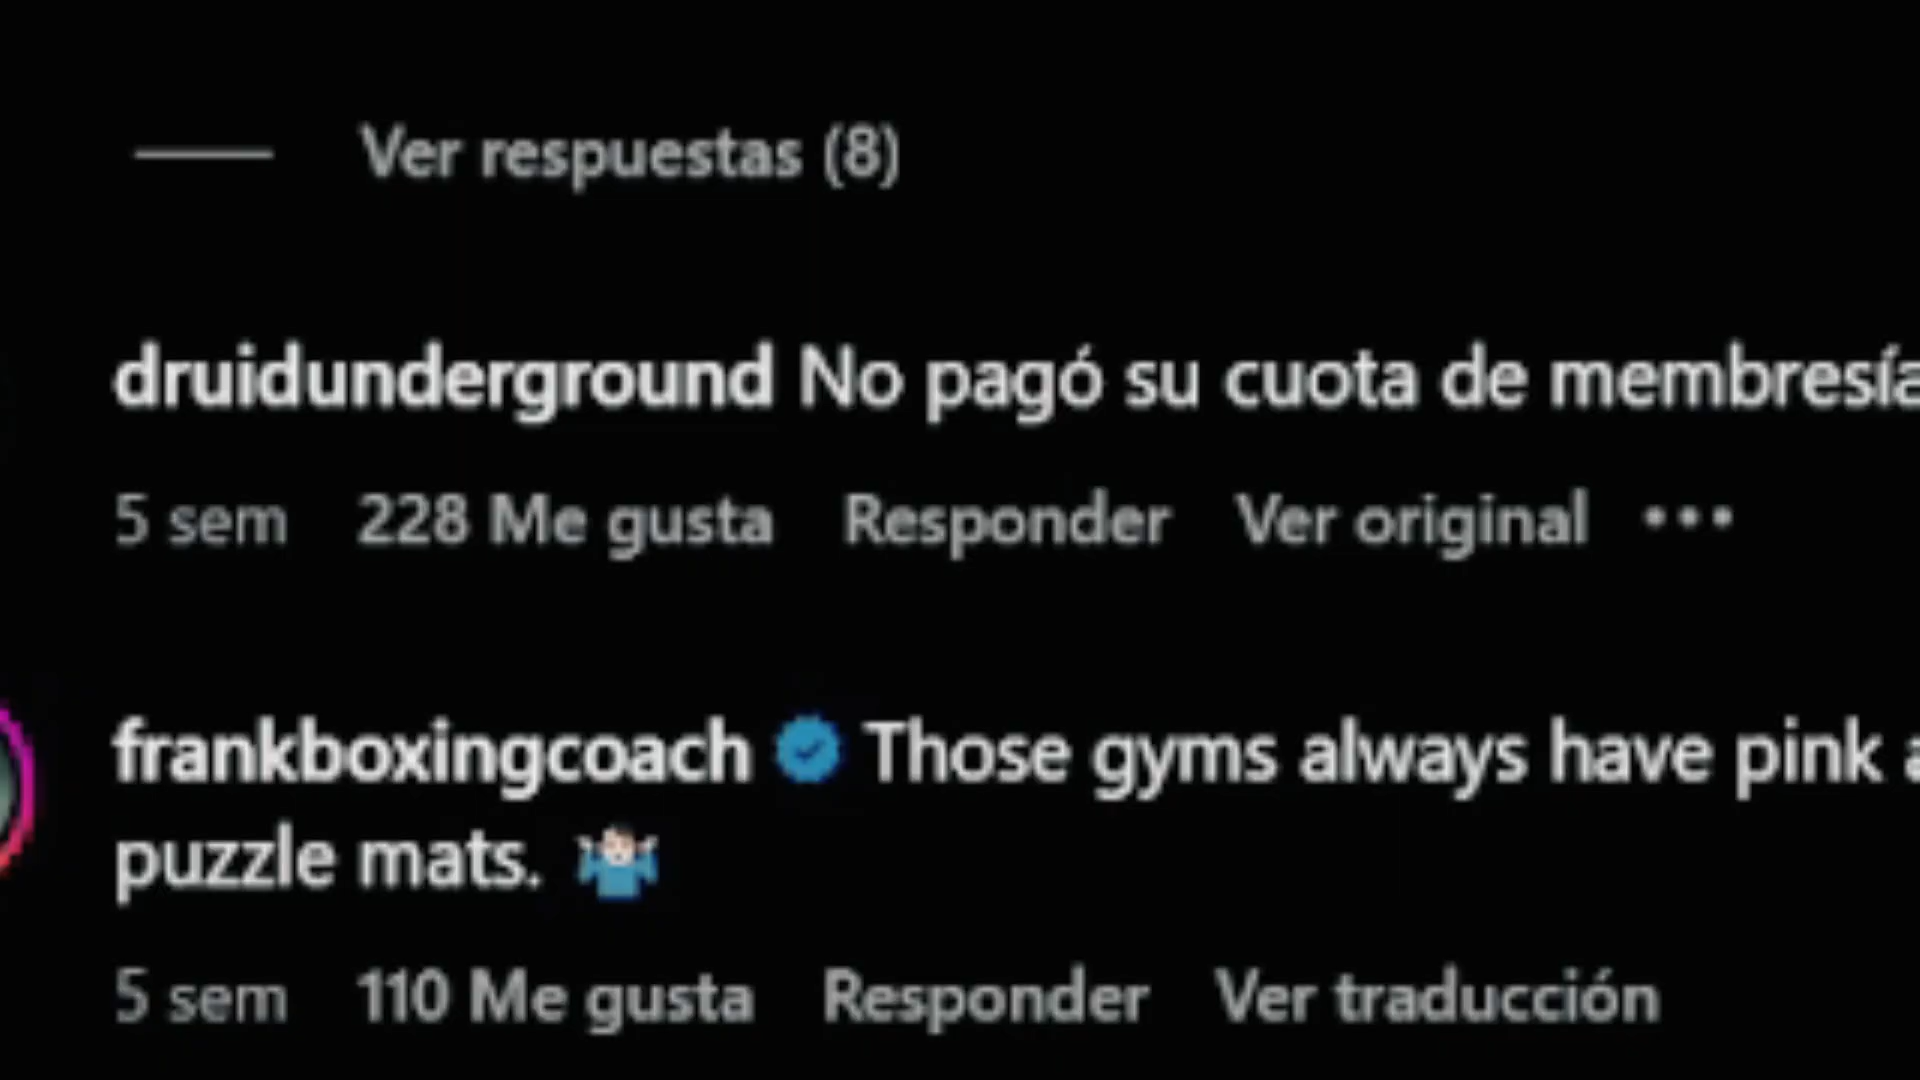 Ver respuestas (8)
druidunderground No pagó su cuota de membresía
5 sem 228 Me gusta Responder Ver original •••
frankboxingcoach Those gyms always have pink
puzzle mats. 🤷🏻‍♂️
5 sem 110 Me gusta Responder Ver traducción